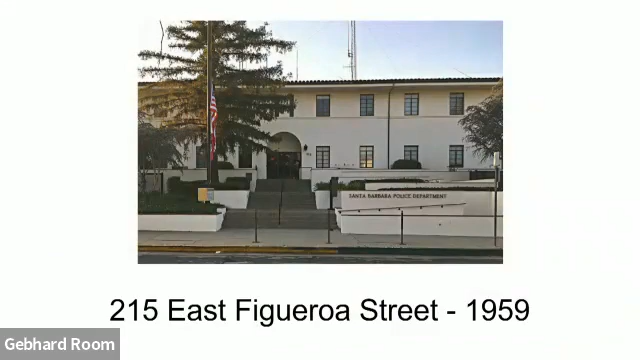 SANTA BARBARA POLICE DEPARTMENT
215 East Figueroa Street - 1959
Gebhard Room